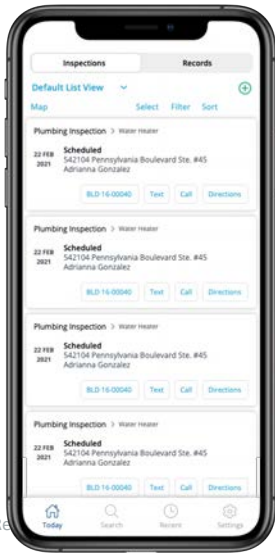 Inspections Records
Default List View
Map Select Filter Sort
Plumbing Inspection > Water Heater
22 FEB 2021
Scheduled
542104 Pennsylvania Boulevard Ste. #45
Adrianna Gonzalez
BLD 16-00040 Text Call Directions
Plumbing Inspection > Water Heater
22 FEB 2021
Scheduled
542104 Pennsylvania Boulevard Ste. #45
Adrianna Gonzalez
BLD 16-00040 Text Call Directions
Plumbing Inspection > Water Heater
22 FEB 2021
Scheduled
542104 Pennsylvania Boulevard Ste. #45
Adrianna Gonzalez
BLD 16-00040 Text Call Directions
Plumbing Inspection > Water Heater
22 FEB 2021
Scheduled
542104 Pennsylvania Boulevard Ste. #45
Adrianna Gonzalez
BLD 16-00040 Text Call Directions
Today Search Recent Settings